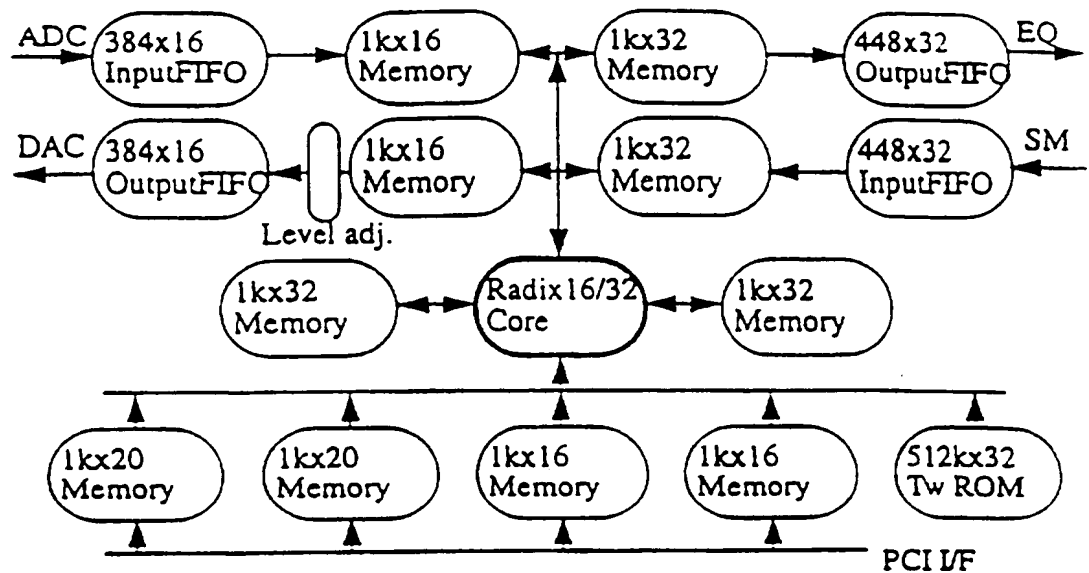 ADC
384x16
InputFIFO
1kx16
Memory
1kx32
Memory
448x32
OutputFIFO
EQ
DAC
384x16
OutputFIFO
Level adj.
1kx16
Memory
1kx32
Memory
448x32
InputFIFO
SM
1kx32
Memory
Radix16/32
Core
1kx32
Memory
1kx20
Memory
1kx20
Memory
1kx16
Memory
1kx16
Memory
512kx32
Tw ROM
PCI I/F